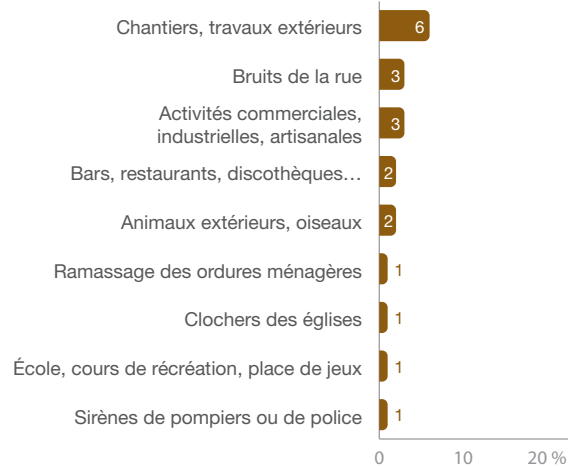 Chantiers, travaux extérieurs 6
Bruits de la rue 3
Activités commerciales,
industrielles, artisanales 3
Bars, restaurants, discothèques… 2
Animaux extérieurs, oiseaux 2
Ramassage des ordures ménagères 1
Clochers des églises 1
École, cours de récréation, place de jeux 1
Sirènes de pompiers ou de police 1
0 10 20 %